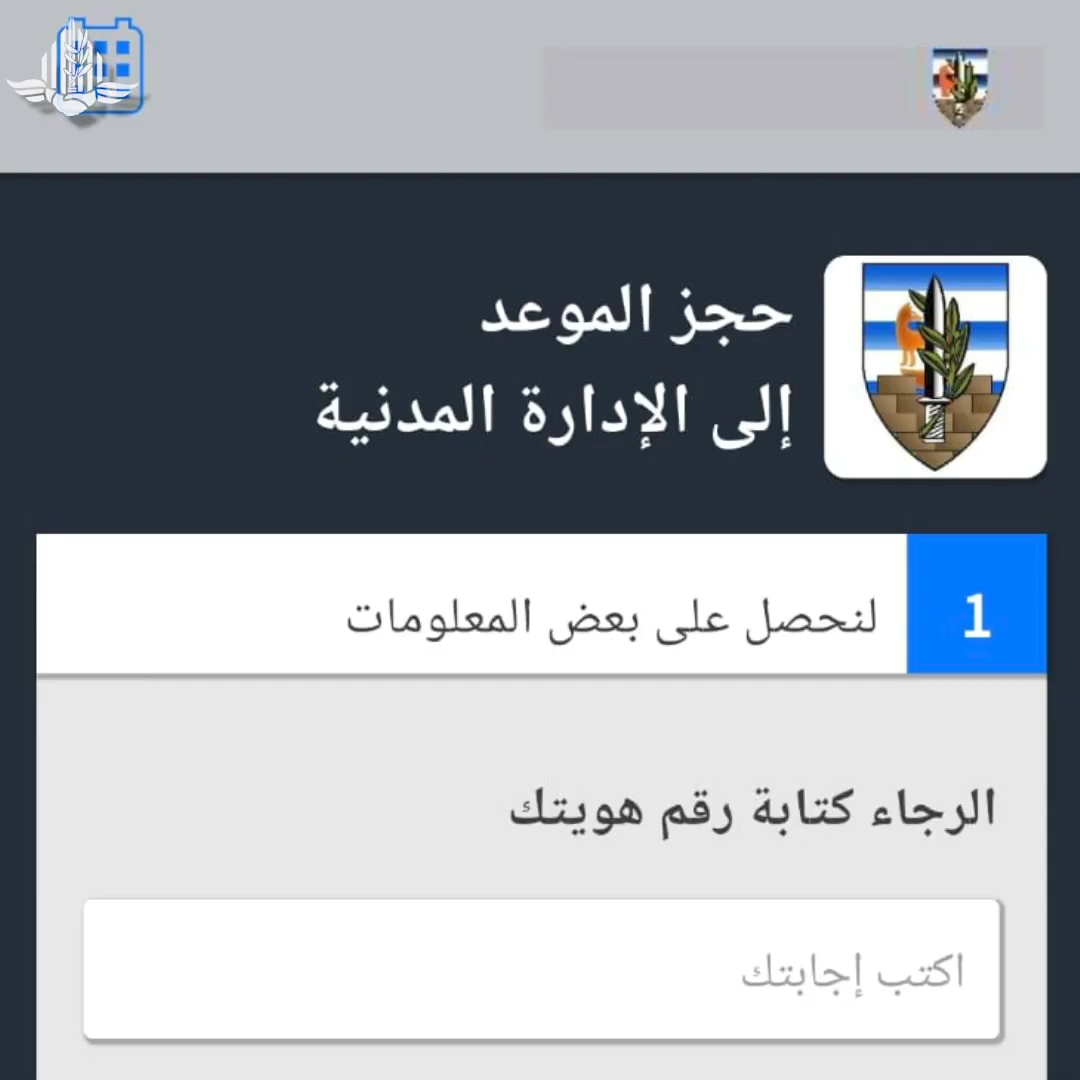 حجز الموعد
إلى الإدارة المدنية
1
لنحصل على بعض المعلومات
الرجاء كتابة رقم هويتك
اكتب إجابتك